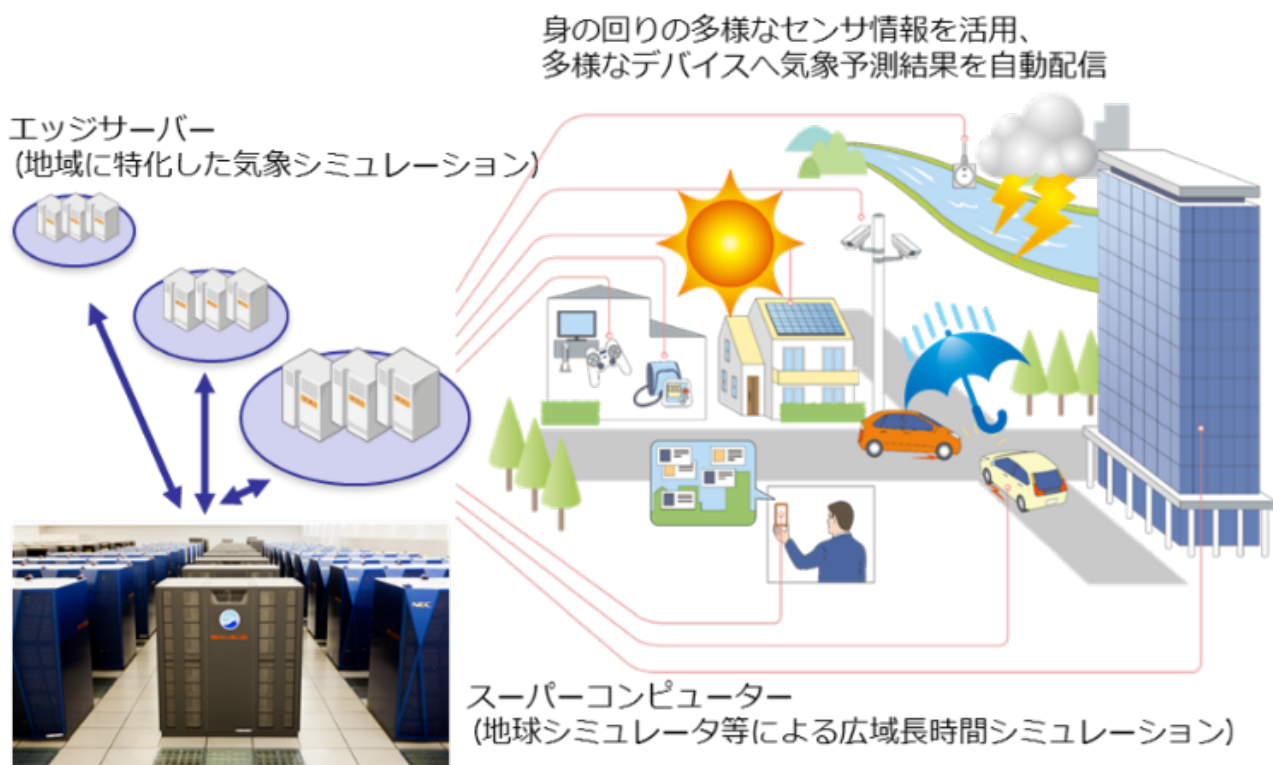 身の回りの多様なセンサ情報を活用、
多様なデバイスへ気象予測結果を自動配信
エッジサーバー
(地域に特化した気象シミュレーション)
NEC
スーパーコンピューター
(地球シミュレータ等による広域長時間シミュレーション)